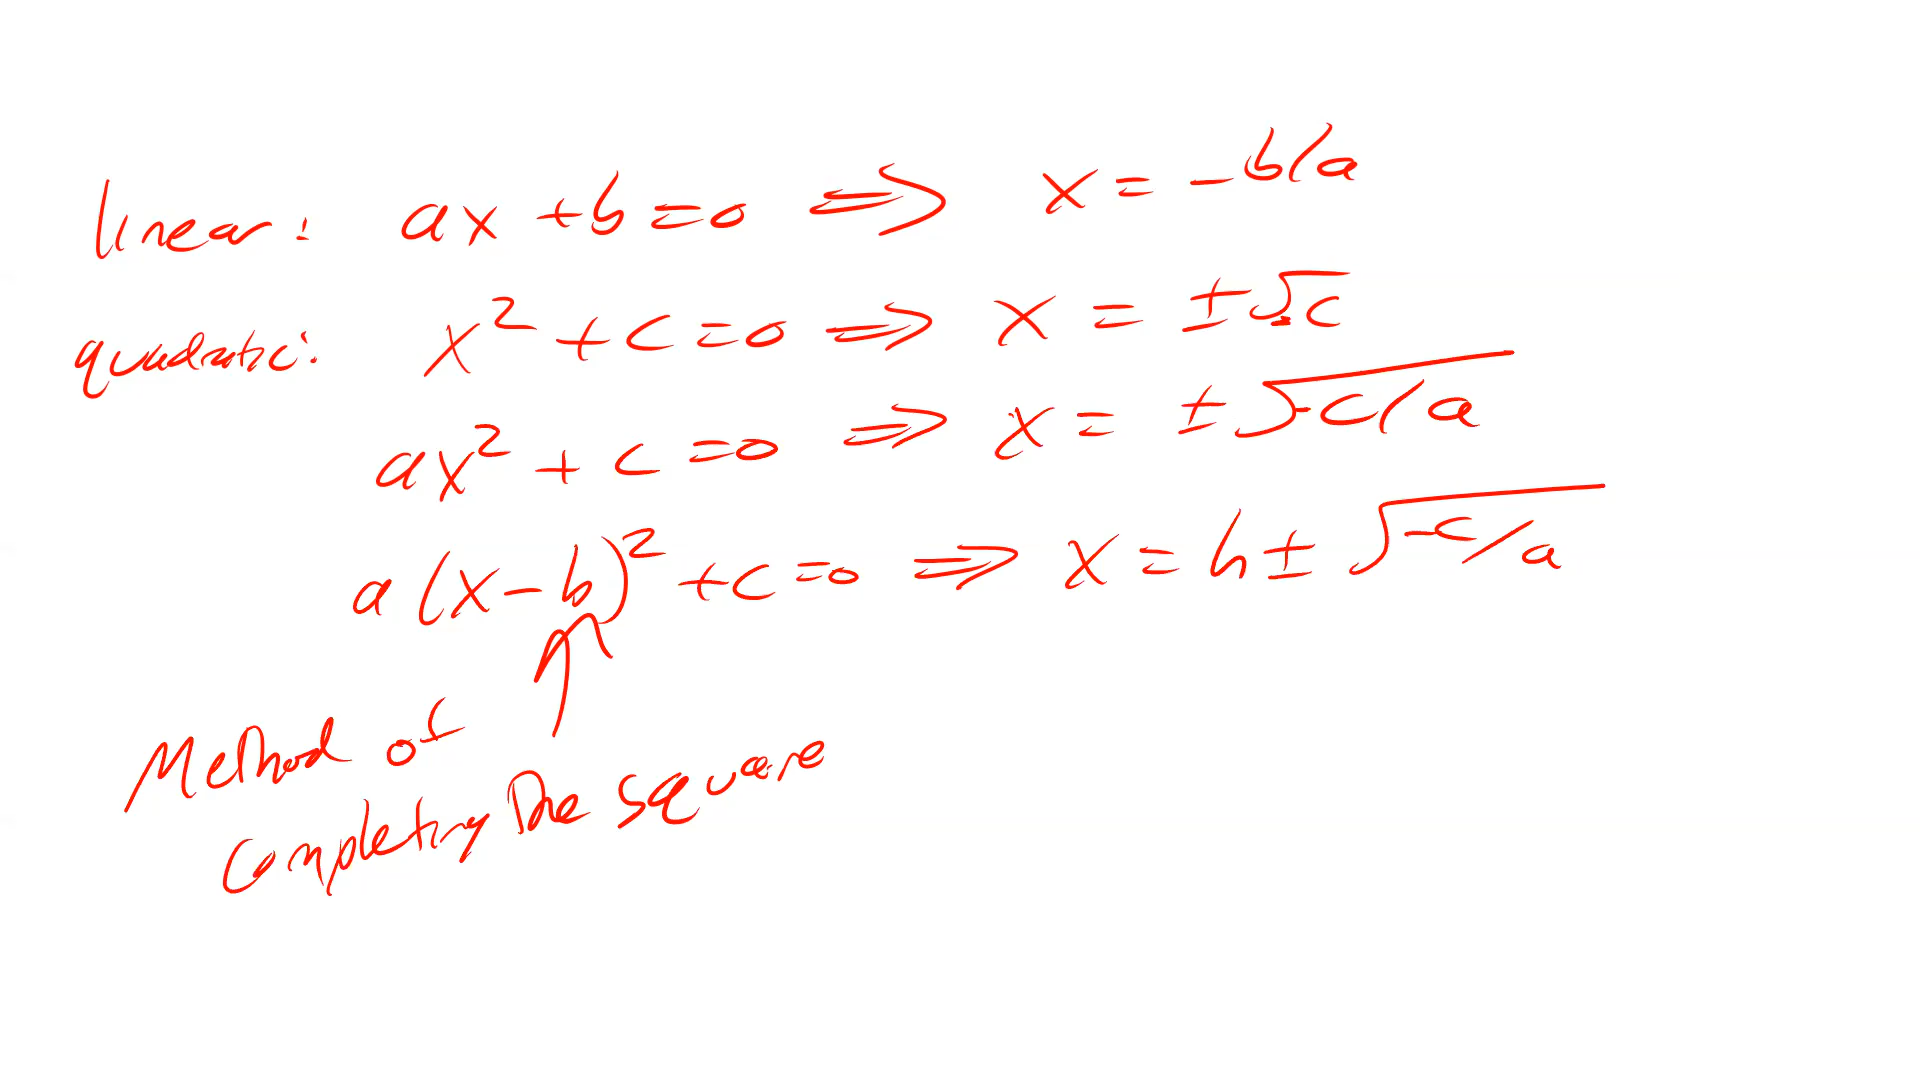 linear: ax + b = 0 ⟹ x = -b/a
quadratic: x² + c = 0 ⟹ x = ±√-c
ax² + c = 0 ⟹ x = ±√-c/a
a(x-h)² + c = 0 ⟹ x = h ± √-c/a
Method of
completing the square